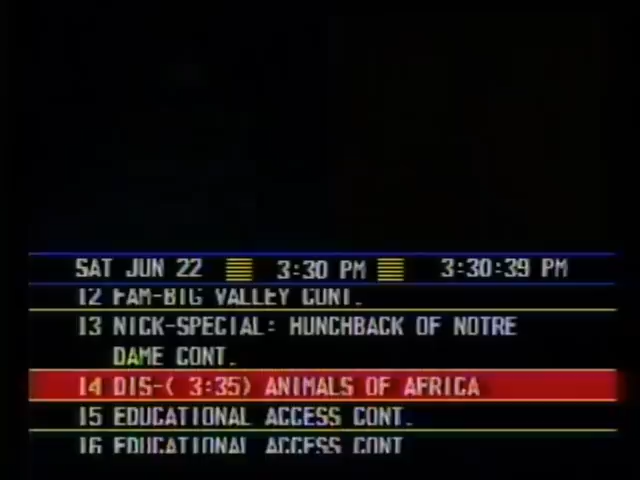 SAT JUN 22 3:30 PM 3:30:39 PM
12 FAM-BIG VALLEY CONT.
13 NICK-SPECIAL: HUNCHBACK OF NOTRE
DAME CONT.
14 DIS-( 3:35) ANIMALS OF AFRICA
15 EDUCATIONAL ACCESS CONT.
16 EDUCATIONAL ACCESS CONT